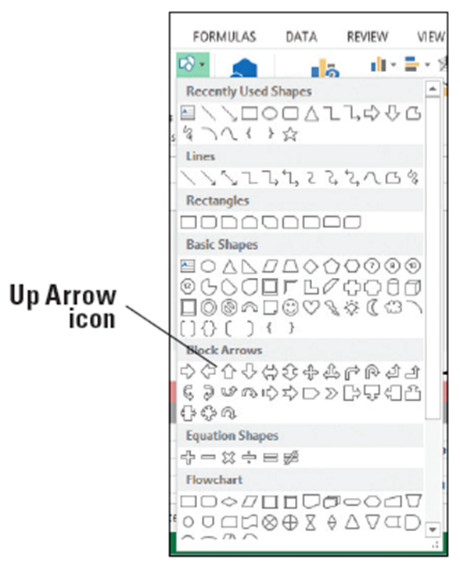 FORMULAS DATA REVIEW VIEW
Recently Used Shapes
Lines
Rectangles
Basic Shapes
Up Arrow
icon
Block Arrows
Equation Shapes
Flowchart